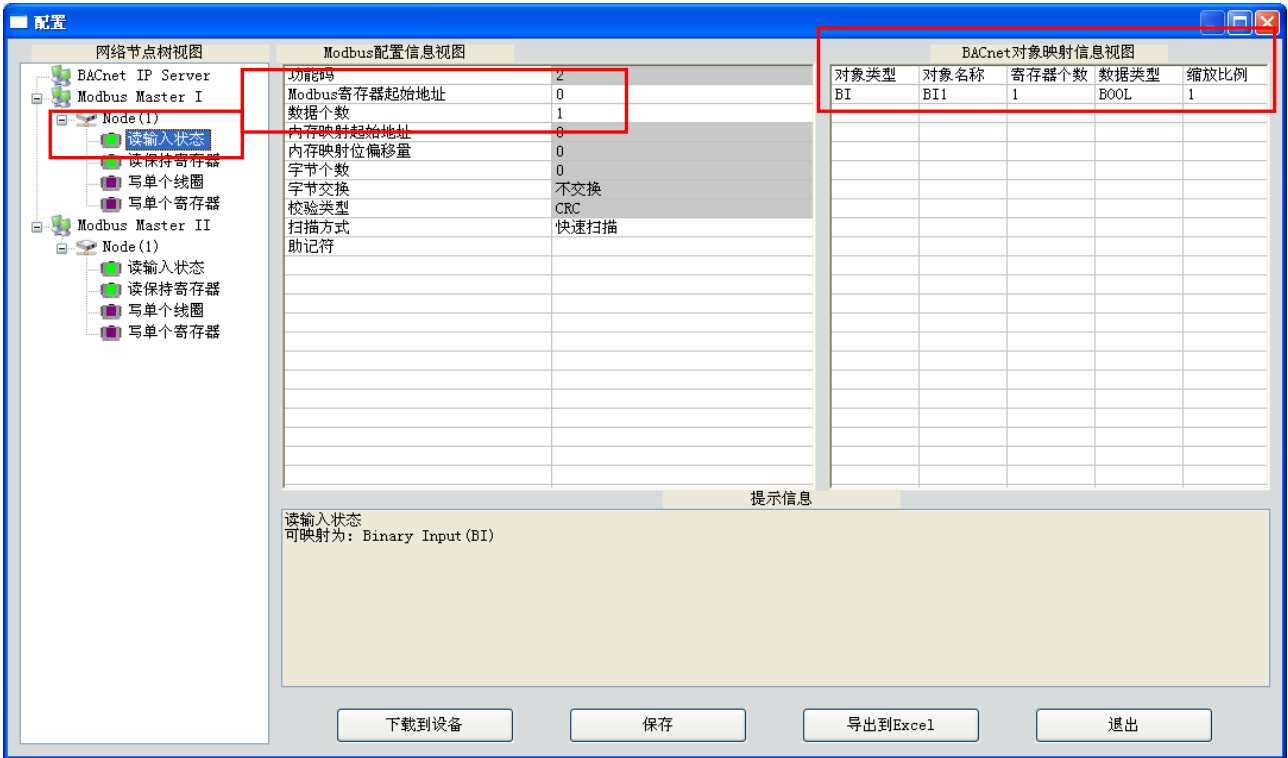 配置
网络节点树视图
BACnet IP Server
Modbus Master I
Node(1)
读输入状态
读保持寄存器
写单个线圈
写单个寄存器
Modbus Master II
Node(1)
读输入状态
读保持寄存器
写单个线圈
写单个寄存器
Modbus配置信息视图
功能码 2
Modbus寄存器起始地址 0
数据个数 1
内存映射起始地址 0
内存映射位偏移量 0
字节个数 0
字节交换 不交换
校验类型 CRC
扫描方式 快速扫描
助记符
BACnet对象映射信息视图
对象类型 对象名称 寄存器个数 数据类型 缩放比例
BI BI1 1 BOOL 1
提示信息
读输入状态
可映射为: Binary Input(BI)
下载到设备 保存 导出到Excel 退出